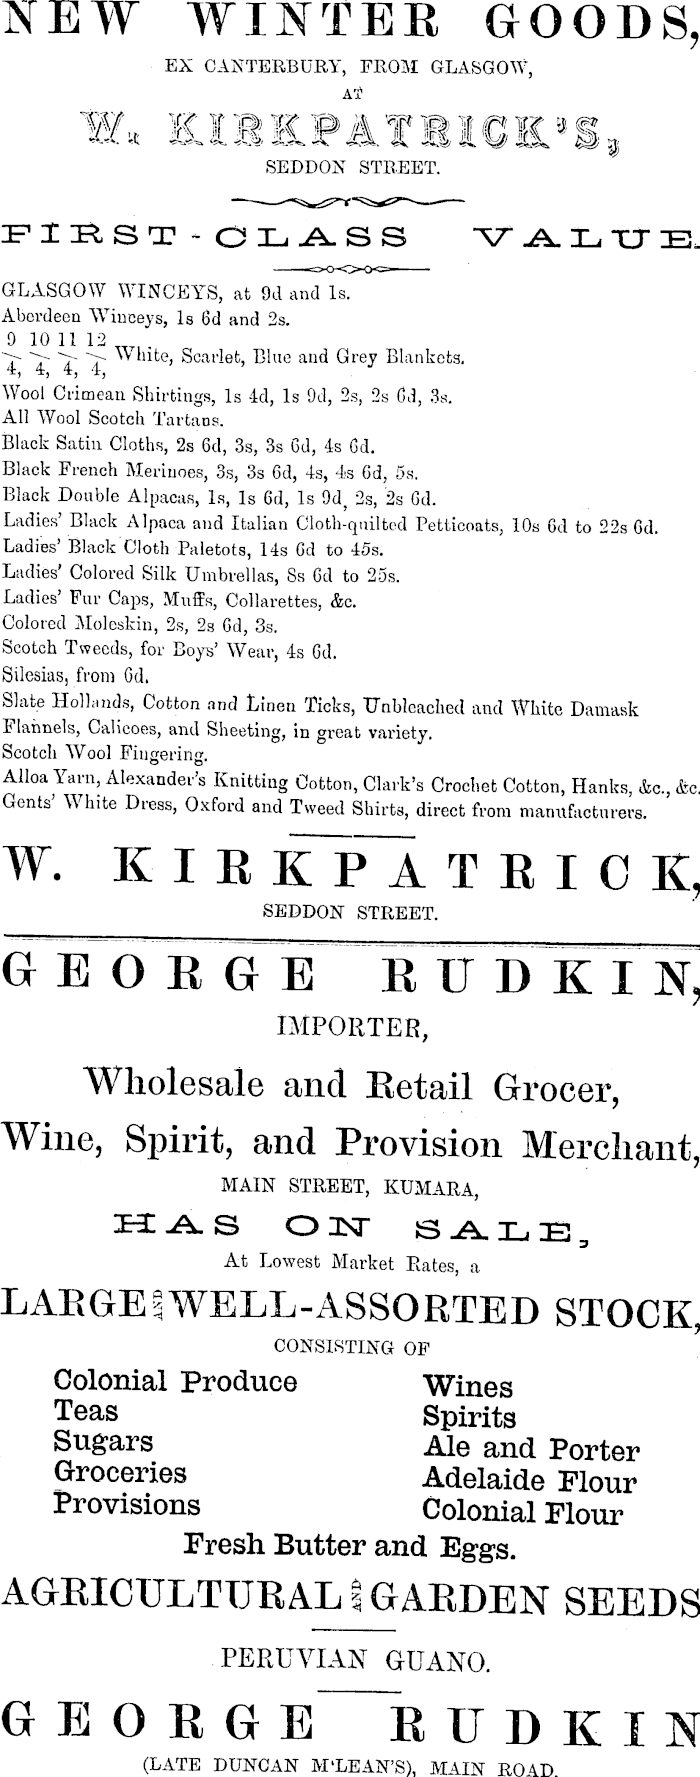 NEW WINTER GOODS,
EX CANTERBURY, FROM GLASGOW,
AT
W. KIRKPATRICK'S,
SEDDON STREET.
FIRST-CLASS VALUE.
GLASGOW WINCEYS, at 9d and 1s.
Aberdeen Winceys, 1s 6d and 2s.
9 10 11 12
4, 4, 4, 4, White, Scarlet, Blue and Grey Blankets.
Wool Crimean Shirtings, 1s 4d, 1s 9d, 2s, 2s 6d, 3s.
All Wool Scotch Tartans.
Black Satin Cloths, 2s 6d, 3s, 3s 6d, 4s 6d.
Black French Merinoes, 3s, 3s 6d, 4s, 4s 6d, 5s.
Black Double Alpacas, 1s, 1s 6d, 1s 9d, 2s, 2s 6d.
Ladies' Black Alpaca and Italian Cloth-quilted Petticoats, 10s 6d to 22s 6d.
Ladies' Black Cloth Paletots, 14s 6d to 45s.
Ladies' Colored Silk Umbrellas, 8s 6d to 25s.
Ladies' Fur Caps, Muffs, Collarettes, &c.
Colored Moleskin, 2s, 2s 6d, 3s.
Scotch Tweeds, for Boys' Wear, 4s 6d.
Silesias, from 6d.
Slate Hollands, Cotton and Linen Ticks, Unbleached and White Damask
Flannels, Calicoes, and Sheeting, in great variety.
Scotch Wool Fingering.
Alloa Yarn, Alexander's Knitting Cotton, Clark's Crochet Cotton, Hanks, &c., &c.
Gents' White Dress, Oxford and Tweed Shirts, direct from manufacturers.
W. KIRKPATRICK,
SEDDON STREET.
GEORGE RUDKIN,
IMPORTER,
Wholesale and Retail Grocer,
Wine, Spirit, and Provision Merchant,
MAIN STREET, KUMARA,
HAS ON SALE,
At Lowest Market Rates, a
LARGE AND WELL-ASSORTED STOCK,
CONSISTING OF
Colonial Produce
Teas
Sugars
Groceries
Provisions
Wines
Spirits
Ale and Porter
Adelaide Flour
Colonial Flour
Fresh Butter and Eggs.
AGRICULTURAL AND GARDEN SEEDS
PERUVIAN GUANO.
GEORGE RUDKIN
(LATE DUNCAN M'LEAN'S), MAIN ROAD.